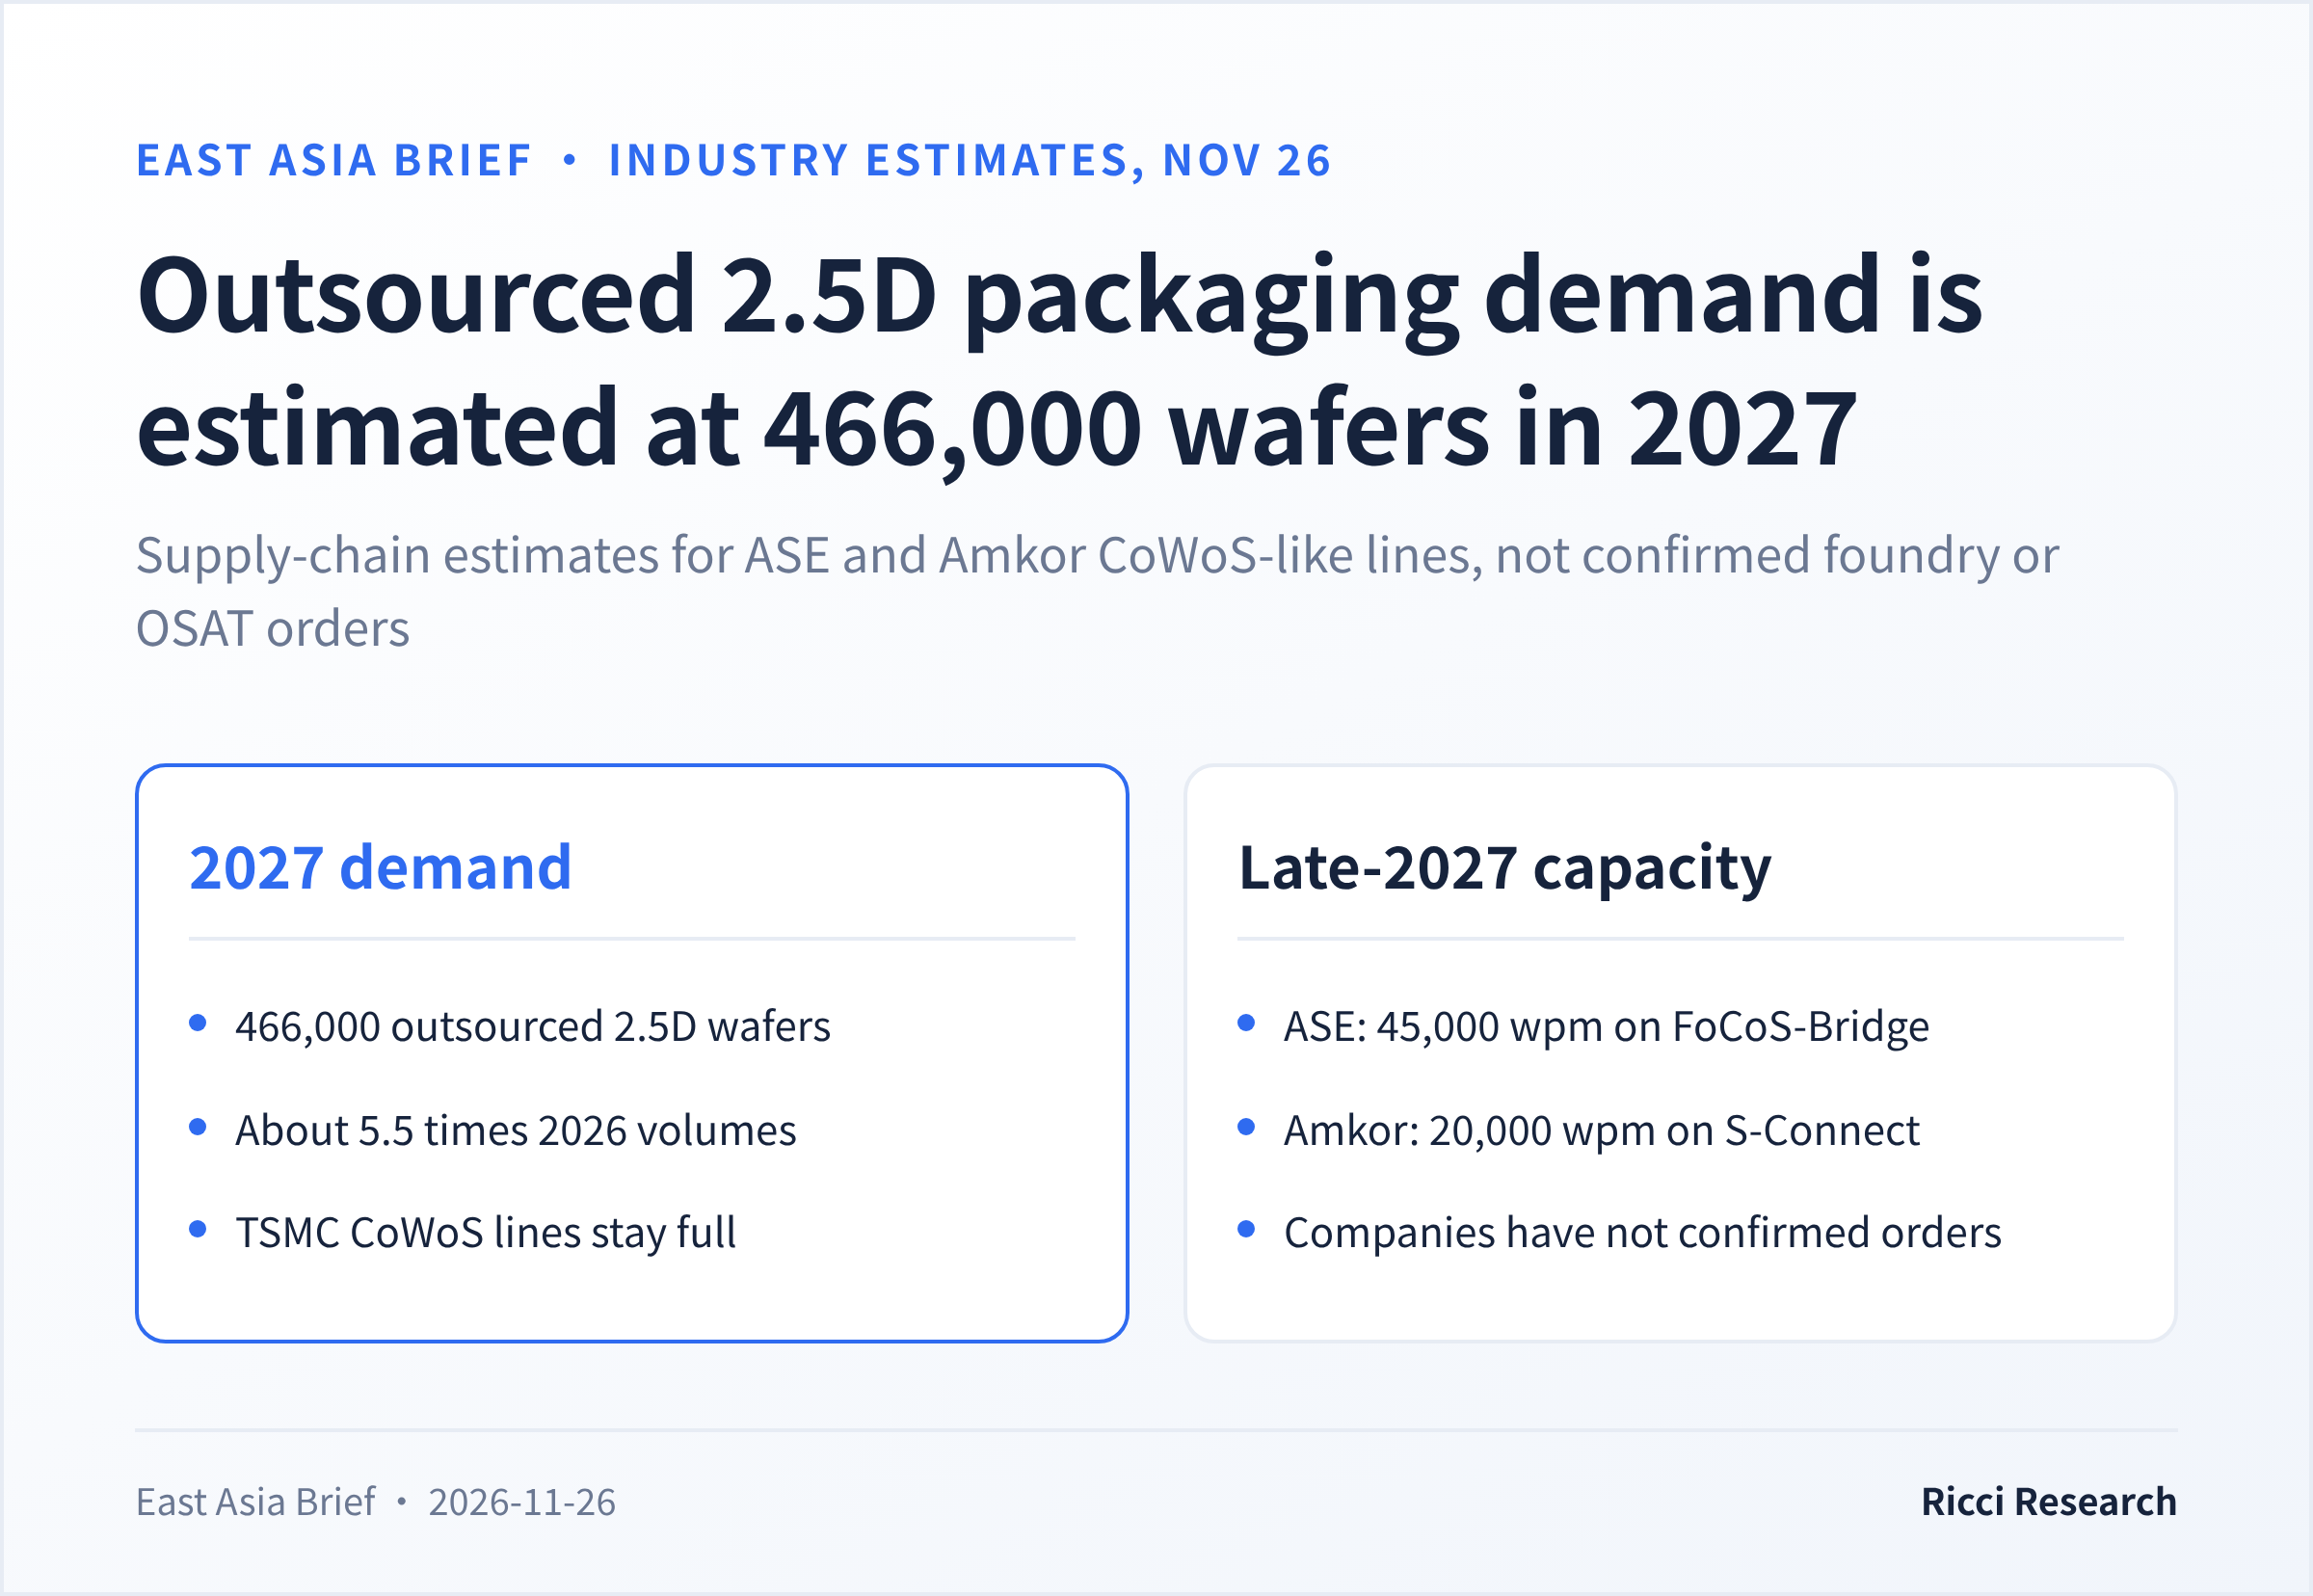 EAST ASIA BRIEF • INDUSTRY ESTIMATES, NOV 26
Outsourced 2.5D packaging demand is
estimated at 466,000 wafers in 2027
Supply-chain estimates for ASE and Amkor CoWoS-like lines, not confirmed foundry or
OSAT orders
2027 demand
• 466,000 outsourced 2.5D wafers
• About 5.5 times 2026 volumes
• TSMC CoWoS lines stay full
Late-2027 capacity
• ASE: 45,000 wpm on FoCoS-Bridge
• Amkor: 20,000 wpm on S-Connect
• Companies have not confirmed orders
East Asia Brief • 2026-11-26
Ricci Research